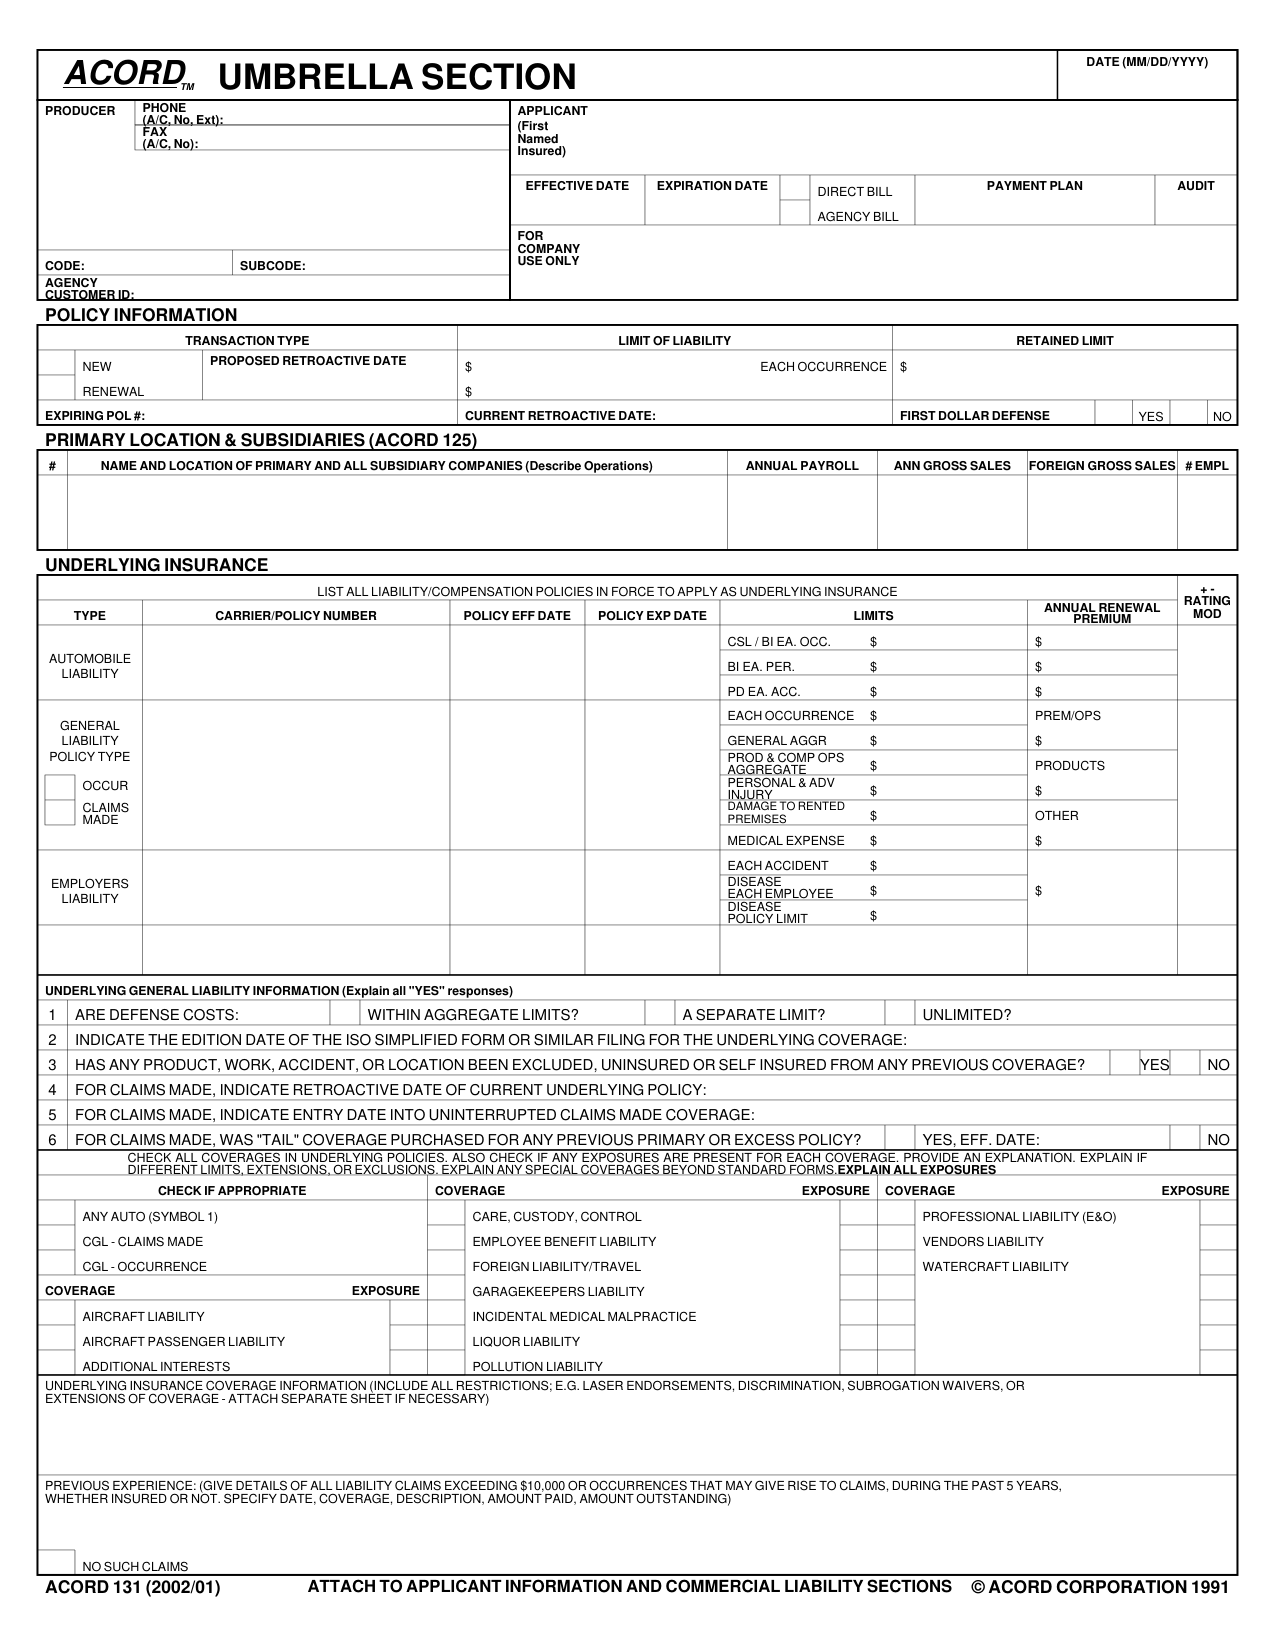 ACORD TM UMBRELLA SECTION DATE (MM/DD/YYYY)
PRODUCER PHONE (A/C, No, Ext):
FAX (A/C, No):
APPLICANT
(First
Named
Insured)
EFFECTIVE DATE EXPIRATION DATE DIRECT BILL PAYMENT PLAN AUDIT
AGENCY BILL
FOR
COMPANY
USE ONLY
CODE: SUBCODE:
AGENCY
CUSTOMER ID:
POLICY INFORMATION
TRANSACTION TYPE LIMIT OF LIABILITY RETAINED LIMIT
NEW PROPOSED RETROACTIVE DATE $ EACH OCCURRENCE $
RENEWAL $
EXPIRING POL #: CURRENT RETROACTIVE DATE: FIRST DOLLAR DEFENSE YES NO
PRIMARY LOCATION & SUBSIDIARIES (ACORD 125)
# NAME AND LOCATION OF PRIMARY AND ALL SUBSIDIARY COMPANIES (Describe Operations) ANNUAL PAYROLL ANN GROSS SALES FOREIGN GROSS SALES # EMPL
UNDERLYING INSURANCE
LIST ALL LIABILITY/COMPENSATION POLICIES IN FORCE TO APPLY AS UNDERLYING INSURANCE
+ -
RATING
MOD
TYPE CARRIER/POLICY NUMBER POLICY EFF DATE POLICY EXP DATE LIMITS ANNUAL RENEWAL
PREMIUM
AUTOMOBILE
LIABILITY
CSL / BI EA. OCC. $ $
BI EA. PER. $ $
PD EA. ACC. $ $
GENERAL
LIABILITY
POLICY TYPE
OCCUR
CLAIMS
MADE
EACH OCCURRENCE $ PREM/OPS
GENERAL AGGR $ $
PROD & COMP OPS
AGGREGATE $ PRODUCTS
PERSONAL & ADV
INJURY $ $
DAMAGE TO RENTED
PREMISES $ OTHER
MEDICAL EXPENSE $ $
EMPLOYERS
LIABILITY
EACH ACCIDENT $
DISEASE
EACH EMPLOYEE $ $
DISEASE
POLICY LIMIT $
UNDERLYING GENERAL LIABILITY INFORMATION (Explain all "YES" responses)
1 ARE DEFENSE COSTS: WITHIN AGGREGATE LIMITS? A SEPARATE LIMIT? UNLIMITED?
2 INDICATE THE EDITION DATE OF THE ISO SIMPLIFIED FORM OR SIMILAR FILING FOR THE UNDERLYING COVERAGE:
3 HAS ANY PRODUCT, WORK, ACCIDENT, OR LOCATION BEEN EXCLUDED, UNINSURED OR SELF INSURED FROM ANY PREVIOUS COVERAGE? YES NO
4 FOR CLAIMS MADE, INDICATE RETROACTIVE DATE OF CURRENT UNDERLYING POLICY:
5 FOR CLAIMS MADE, INDICATE ENTRY DATE INTO UNINTERRUPTED CLAIMS MADE COVERAGE:
6 FOR CLAIMS MADE, WAS "TAIL" COVERAGE PURCHASED FOR ANY PREVIOUS PRIMARY OR EXCESS POLICY? YES, EFF. DATE: NO
CHECK ALL COVERAGES IN UNDERLYING POLICIES. ALSO CHECK IF ANY EXPOSURES ARE PRESENT FOR EACH COVERAGE. PROVIDE AN EXPLANATION. EXPLAIN IF
DIFFERENT LIMITS, EXTENSIONS, OR EXCLUSIONS. EXPLAIN ANY SPECIAL COVERAGES BEYOND STANDARD FORMS.EXPLAIN ALL EXPOSURES
CHECK IF APPROPRIATE COVERAGE EXPOSURE COVERAGE EXPOSURE
ANY AUTO (SYMBOL 1) CARE, CUSTODY, CONTROL PROFESSIONAL LIABILITY (E&O)
CGL - CLAIMS MADE EMPLOYEE BENEFIT LIABILITY VENDORS LIABILITY
CGL - OCCURRENCE FOREIGN LIABILITY/TRAVEL WATERCRAFT LIABILITY
COVERAGE EXPOSURE GARAGEKEEPERS LIABILITY
AIRCRAFT LIABILITY INCIDENTAL MEDICAL MALPRACTICE
AIRCRAFT PASSENGER LIABILITY LIQUOR LIABILITY
ADDITIONAL INTERESTS POLLUTION LIABILITY
UNDERLYING INSURANCE COVERAGE INFORMATION (INCLUDE ALL RESTRICTIONS; E.G. LASER ENDORSEMENTS, DISCRIMINATION, SUBROGATION WAIVERS, OR
EXTENSIONS OF COVERAGE - ATTACH SEPARATE SHEET IF NECESSARY)
PREVIOUS EXPERIENCE: (GIVE DETAILS OF ALL LIABILITY CLAIMS EXCEEDING $10,000 OR OCCURRENCES THAT MAY GIVE RISE TO CLAIMS, DURING THE PAST 5 YEARS,
WHETHER INSURED OR NOT. SPECIFY DATE, COVERAGE, DESCRIPTION, AMOUNT PAID, AMOUNT OUTSTANDING)
NO SUCH CLAIMS
ACORD 131 (2002/01) ATTACH TO APPLICANT INFORMATION AND COMMERCIAL LIABILITY SECTIONS © ACORD CORPORATION 1991